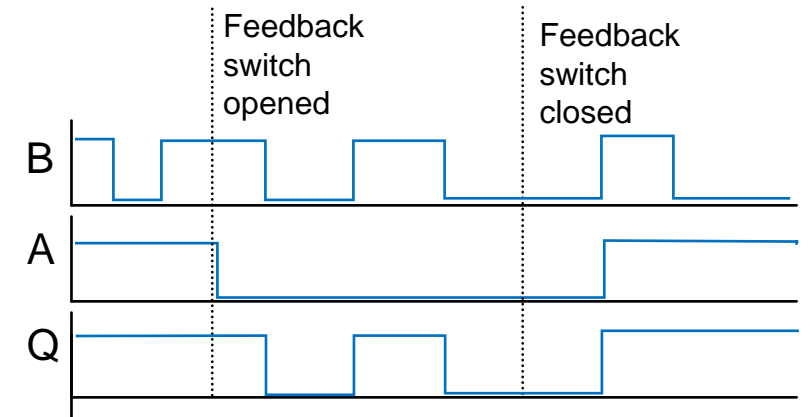 Feedback
switch
opened
Feedback
switch
closed
B
A
Q